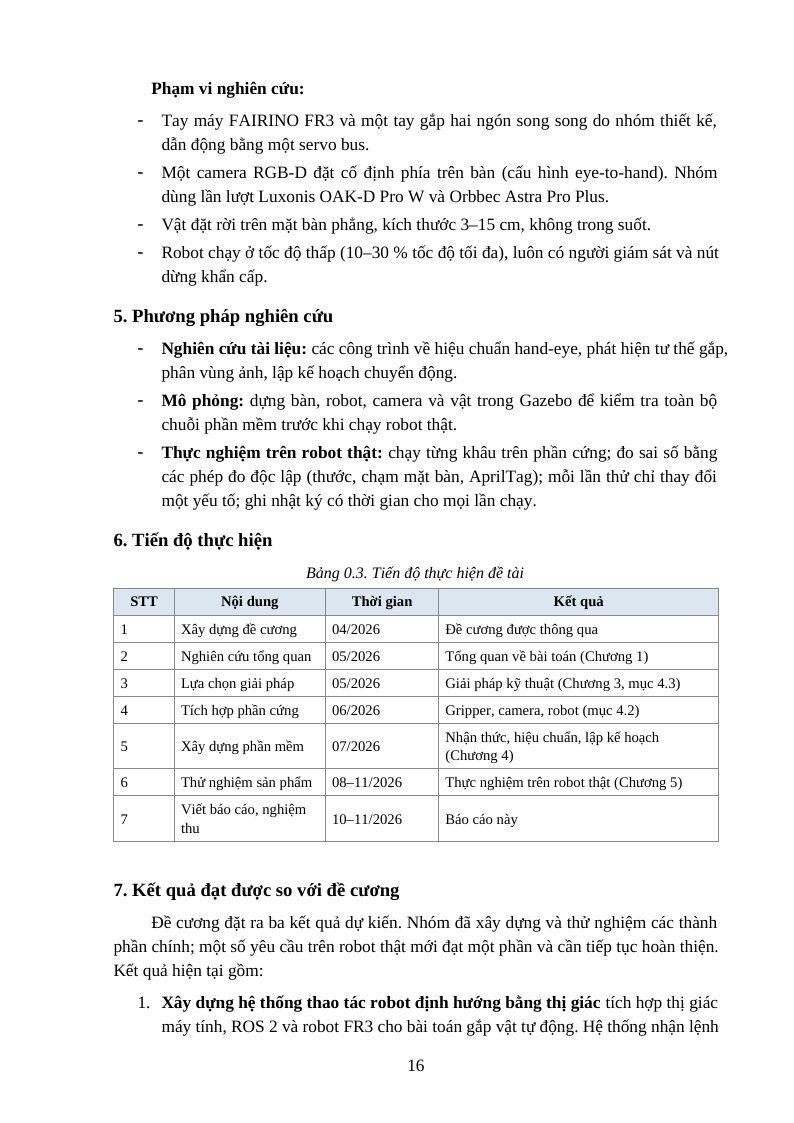 Phạm vi nghiên cứu:
- Tay máy FAIRINO FR3 và một tay gắp hai ngón song song do nhóm thiết kế,
dẫn động bằng một servo bus.
- Một camera RGB-D đặt cố định phía trên bàn (cấu hình eye-to-hand). Nhóm
dùng lần lượt Luxonis OAK-D Pro W và Orbbec Astra Pro Plus.
- Vật đặt rời trên mặt bàn phẳng, kích thước 3–15 cm, không trong suốt.
- Robot chạy ở tốc độ thấp (10–30 % tốc độ tối đa), luôn có người giám sát và nút
dừng khẩn cấp.
5. Phương pháp nghiên cứu
- Nghiên cứu tài liệu: các công trình về hiệu chuẩn hand-eye, phát hiện tư thế gắp,
phân vùng ảnh, lập kế hoạch chuyển động.
- Mô phỏng: dựng bàn, robot, camera và vật trong Gazebo để kiểm tra toàn bộ
chuỗi phần mềm trước khi chạy robot thật.
- Thực nghiệm trên robot thật: chạy từng khâu trên phần cứng; đo sai số bằng
các phép đo độc lập (thước, chạm mặt bàn, AprilTag); mỗi lần thử chỉ thay đổi
một yếu tố; ghi nhật ký có thời gian cho mọi lần chạy.
6. Tiến độ thực hiện
Bảng 0.3. Tiến độ thực hiện đề tài
STT Nội dung Thời gian Kết quả
1 Xây dựng đề cương 04/2026 Đề cương được thông qua
2 Nghiên cứu tổng quan 05/2026 Tổng quan về bài toán (Chương 1)
3 Lựa chọn giải pháp 05/2026 Giải pháp kỹ thuật (Chương 3, mục 4.3)
4 Tích hợp phần cứng 06/2026 Gripper, camera, robot (mục 4.2)
5 Xây dựng phần mềm 07/2026 Nhận thức, hiệu chuẩn, lập kế hoạch
(Chương 4)
6 Thử nghiệm sản phẩm 08–11/2026 Thực nghiệm trên robot thật (Chương 5)
7 Viết báo cáo, nghiệm
thu 10–11/2026 Báo cáo này
7. Kết quả đạt được so với đề cương
Đề cương đặt ra ba kết quả dự kiến. Nhóm đã xây dựng và thử nghiệm các thành
phần chính; một số yêu cầu trên robot thật mới đạt một phần và cần tiếp tục hoàn thiện.
Kết quả hiện tại gồm:
1. Xây dựng hệ thống thao tác robot định hướng bằng thị giác tích hợp thị giác
máy tính, ROS 2 và robot FR3 cho bài toán gắp vật tự động. Hệ thống nhận lệnh
16